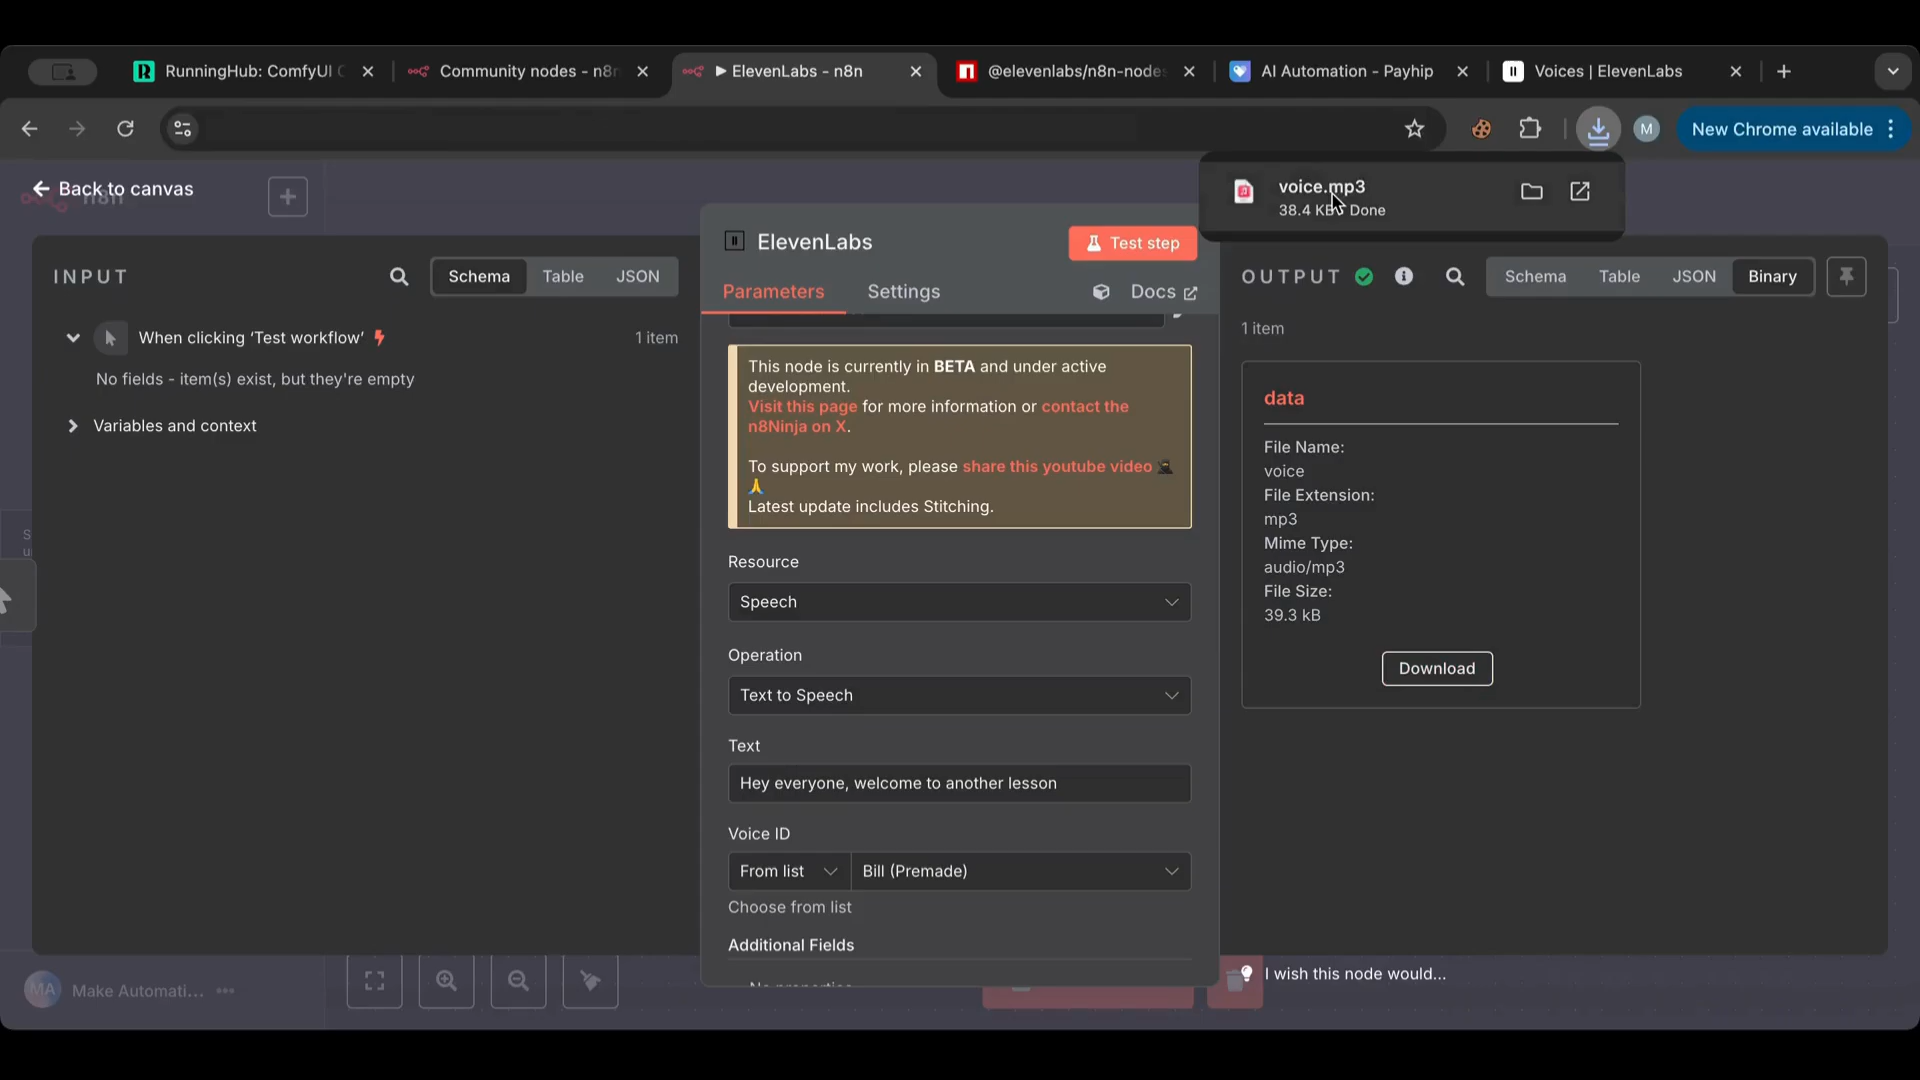 RunningHub: ComfyUI C
Community nodes - n8n
▶ ElevenLabs - n8n
@elevenlabs/n8n-nodes
AI Automation - Payhip
Voices | ElevenLabs
M
New Chrome available
Back to canvas
n8n
voice.mp3
38.4 KB • Done
ElevenLabs
Test step
INPUT
Schema
Table
JSON
Parameters
Settings
Docs
OUTPUT
Schema
Table
JSON
Binary
When clicking ‘Test workflow’
1 item
No fields - item(s) exist, but they're empty
Variables and context
This node is currently in BETA and under active
development.
Visit this page for more information or contact the
n8Ninja on X.
To support my work, please share this youtube video
Latest update includes Stitching.
Resource
Speech
Operation
Text to Speech
Text
Hey everyone, welcome to another lesson
Voice ID
From list
Bill (Premade)
Choose from list
Additional Fields
No properties
1 item
data
File Name:
voice
File Extension:
mp3
Mime Type:
audio/mp3
File Size:
39.3 kB
Download
MA
Make Automati...
I wish this node would...